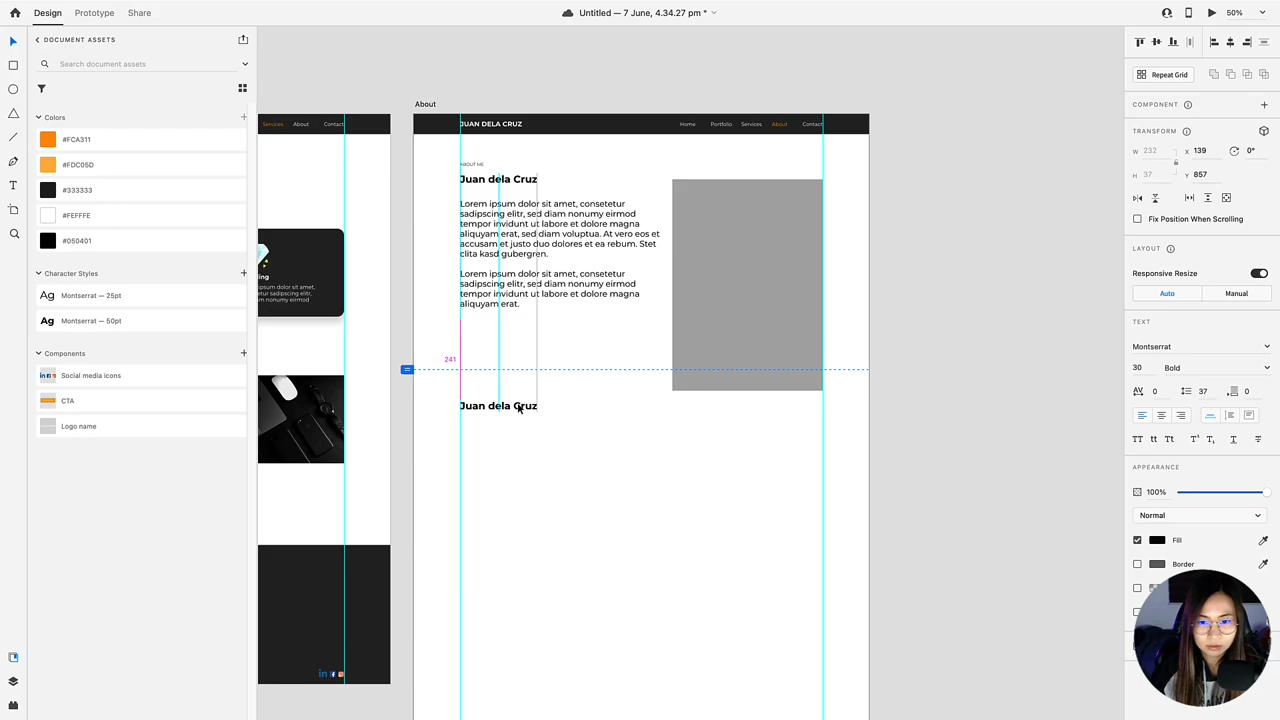 Design
Prototype
Share
Untitled — 7 June, 4.34.27 pm *
50%
DOCUMENT ASSETS
Search document assets
Colors
#FCA311
#FDC05D
#333333
#FEFFFE
#050401
Character Styles
Ag Montserrat — 25pt
Ag Montserrat — 50pt
Components
Social media icons
CTA
Logo name
Services
About
Contact
About
JUAN DELA CRUZ
Home
Portfolio
Services
About
Contact
ABOUT ME
Juan dela Cruz
Lorem ipsum dolor sit amet, consetetur
sadipscing elitr, sed diam nonumy eirmod
tempor invidunt ut labore et dolore magna
aliquyam erat, sed diam voluptua. At vero eos et
accusam et justo duo dolores et ea rebum. Stet
clita kasd gubergren.
Lorem ipsum dolor sit amet, consetetur
sadipscing elitr, sed diam nonumy eirmod
tempor invidunt ut labore et dolore magna
aliquyam erat.
241
Juan dela Cruz
Repeat Grid
COMPONENT
TRANSFORM
W 232
X 139
0°
H 37
Y 857
Fix Position When Scrolling
LAYOUT
Responsive Resize
Auto
Manual
TEXT
Montserrat
30
Bold
AV 0
37
0
TT tt Tt T¹ T₁ T T
APPEARANCE
100%
Normal
Fill
Border